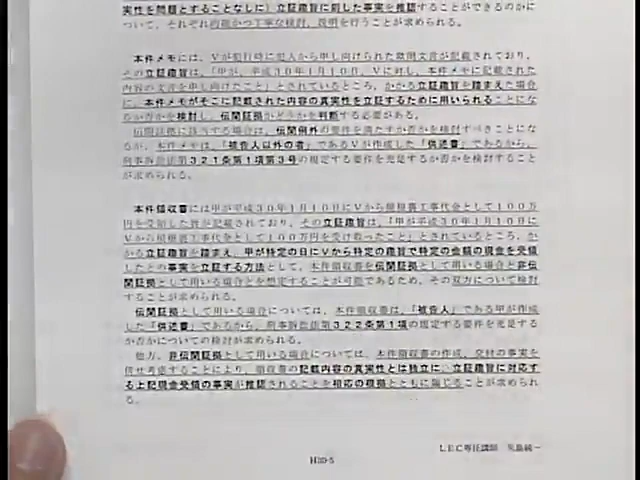 実性を問題とすることなしに）立証趣旨に則した事実を推認することができるのかに
ついて、それぞれ的確かつ丁寧な検討、説明を行うことが求められる。
本件メモには、Ｖが犯行時に犯人から申し向けられた欺罔文言が記載されており、
その立証趣旨は、「甲が、平成３０年１月１０日、Ｖに対し、本件メモに記載された
内容の文言を申し向けたこと」とされているところ、かかる立証趣旨を踏まえた場合
に、本件メモがそこに記載された内容の真実性を立証するために用いられることにな
るか否かを検討し、伝聞証拠かどうかを判断する必要がある。
伝聞証拠に該当する場合は、伝聞例外の要件を満たすか否かを検討すべきことにな
るが、本件メモは、「被告人以外の者」であるＶが作成した「供述書」であるから、
刑事訴訟法第３２１条第１項第３号の規定する要件を充足するか否かを検討すること
が求められる。
本件領収書には甲が平成３０年１月１０日にＶから屋根裏工事代金として１００万
円を受領した旨が記載されており、その立証趣旨は、「甲が平成３０年１月１０日に
Ｖから屋根裏工事代金として１００万円を受け取ったこと」とされているところ、か
かる立証趣旨を踏まえ、甲が特定の日にＶから特定の趣旨で特定の金額の現金を受領
したとの事実を立証する方法として、本件領収書を伝聞証拠として用いる場合と非伝
聞証拠として用いる場合とを想定することが可能であるため、その双方について検討
することが求められる。
伝聞証拠として用いる場合については、本件領収書は、「被告人」である甲が作成
した「供述書」であるから、刑事訴訟法第３２２条第１項の規定する要件を充足する
か否かについての検討が求められる。
他方、非伝聞証拠として用いる場合については、本件領収書の作成、交付の事実を
併せ考慮することにより、領収書の記載内容の真実性とは独立に、立証趣旨に対応す
る上記現金受領の事実が推認されることを相応の根拠とともに論じることが求められ
る。
ＬＥＣ専任講師 矢島純一
H30-5